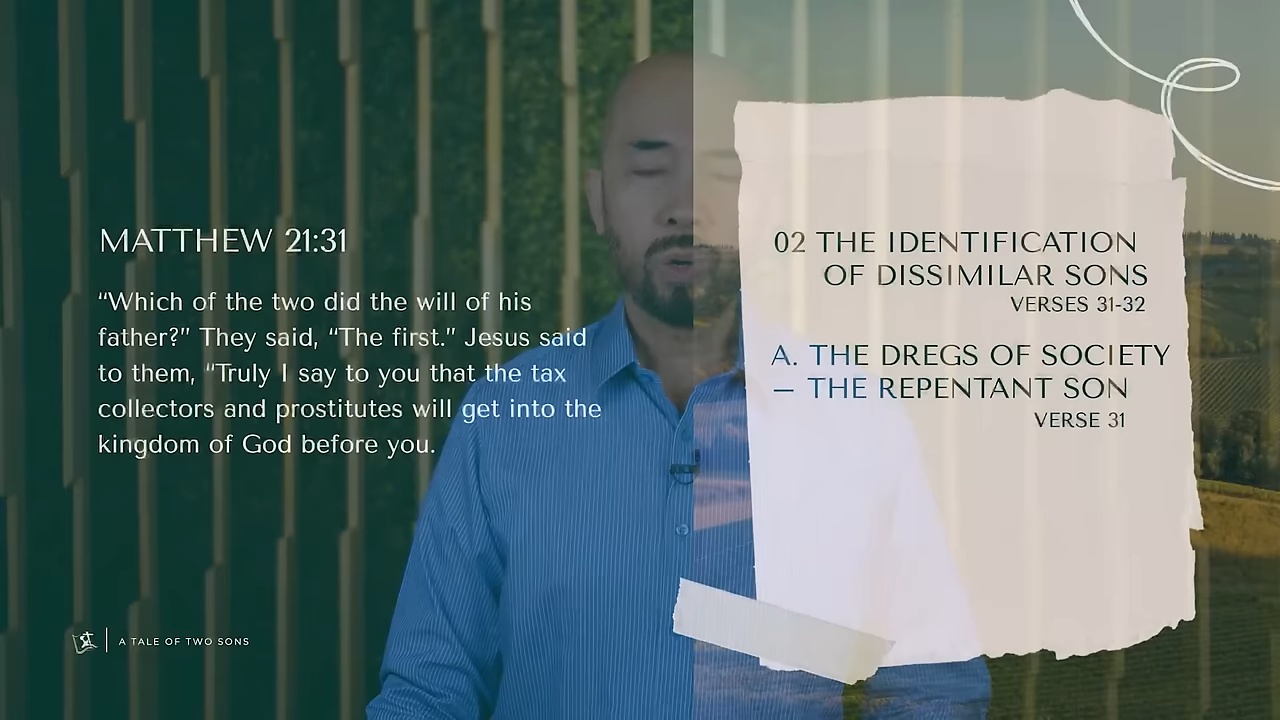 MATTHEW 21:31
“Which of the two did the will of his
father?” They said, “The first.” Jesus said
to them, “Truly I say to you that the tax
collectors and prostitutes will get into the
kingdom of God before you.
02 THE IDENTIFICATION
OF DISSIMILAR SONS
VERSES 31-32
A. THE DREGS OF SOCIETY
– THE REPENTANT SON
VERSE 31
A TALE OF TWO SONS